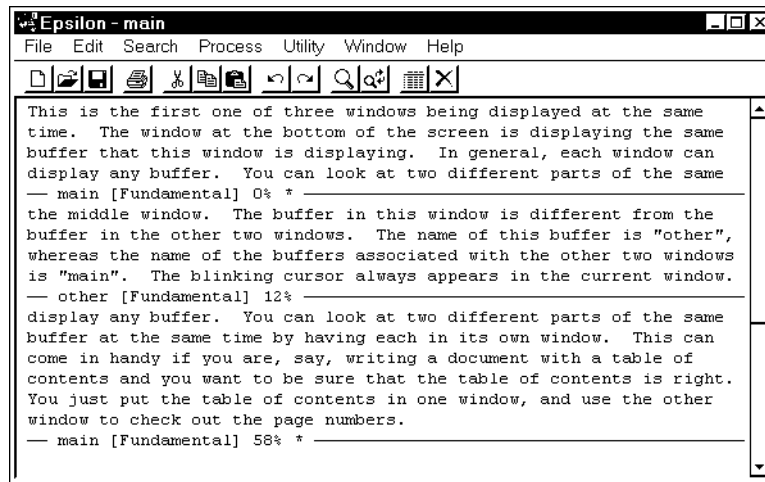 Epsilon - main
File Edit Search Process Utility Window Help
This is the first one of three windows being displayed at the same
time.  The window at the bottom of the screen is displaying the same
buffer that this window is displaying.  In general, each window can
display any buffer.  You can look at two different parts of the same
— main [Fundamental] 0% *
the middle window.  The buffer in this window is different from the
buffer in the other two windows.  The name of this buffer is "other",
whereas the name of the buffers associated with the other two windows
is "main".  The blinking cursor always appears in the current window.
— other [Fundamental] 12%
display any buffer.  You can look at two different parts of the same
buffer at the same time by having each in its own window.  This can
come in handy if you are, say, writing a document with a table of
contents and you want to be sure that the table of contents is right.
You just put the table of contents in one window, and use the other
window to check out the page numbers.
— main [Fundamental] 58% *